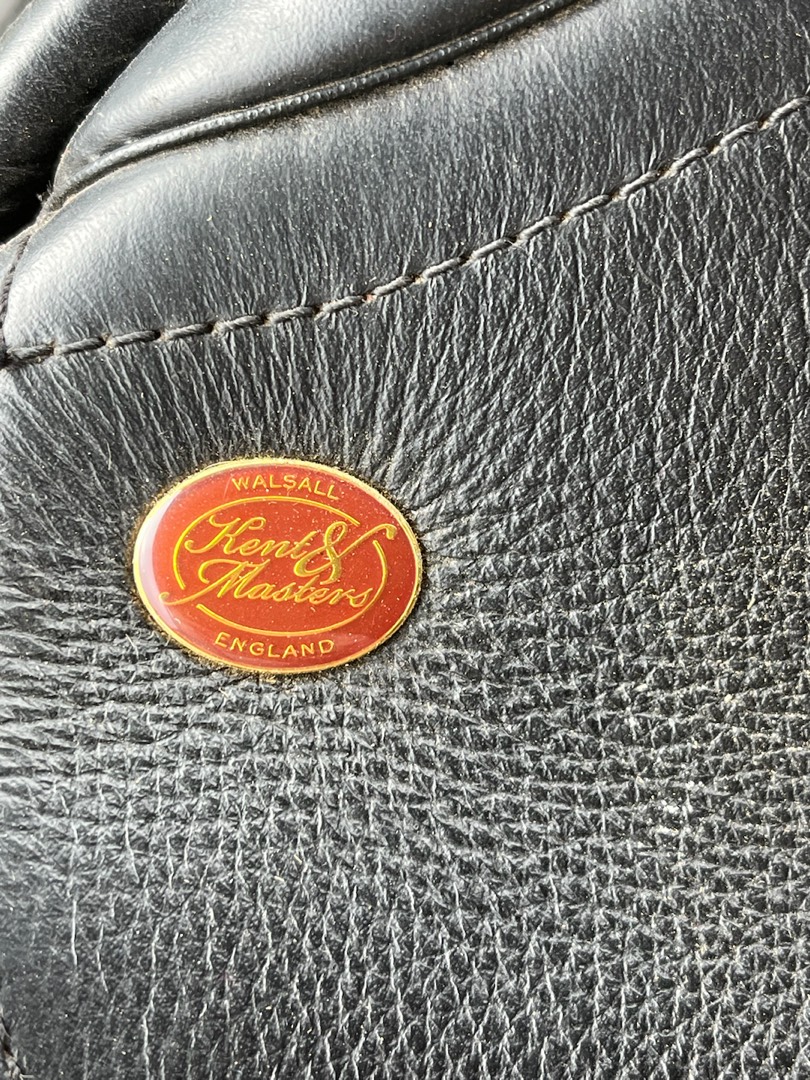 WALSALL
Kent &
Masters
ENGLAND